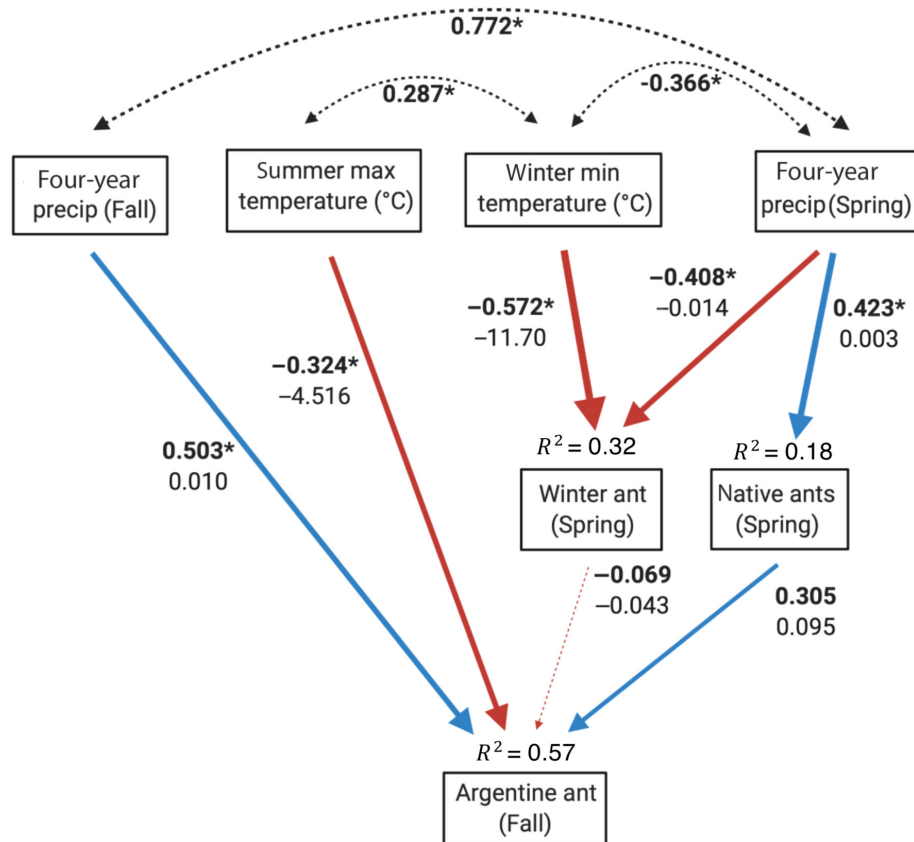 0.772*
0.287*
-0.366*
Four-year
precip (Fall)
Summer max
temperature (°C)
Winter min
temperature (°C)
Four-year
precip(Spring)
−0.572*
−11.70
−0.408*
−0.014
0.423*
0.003
−0.324*
−4.516
0.503*
0.010
R² = 0.32
R² = 0.18
Winter ant
(Spring)
Native ants
(Spring)
−0.069
−0.043
0.305
0.095
R² = 0.57
Argentine ant
(Fall)